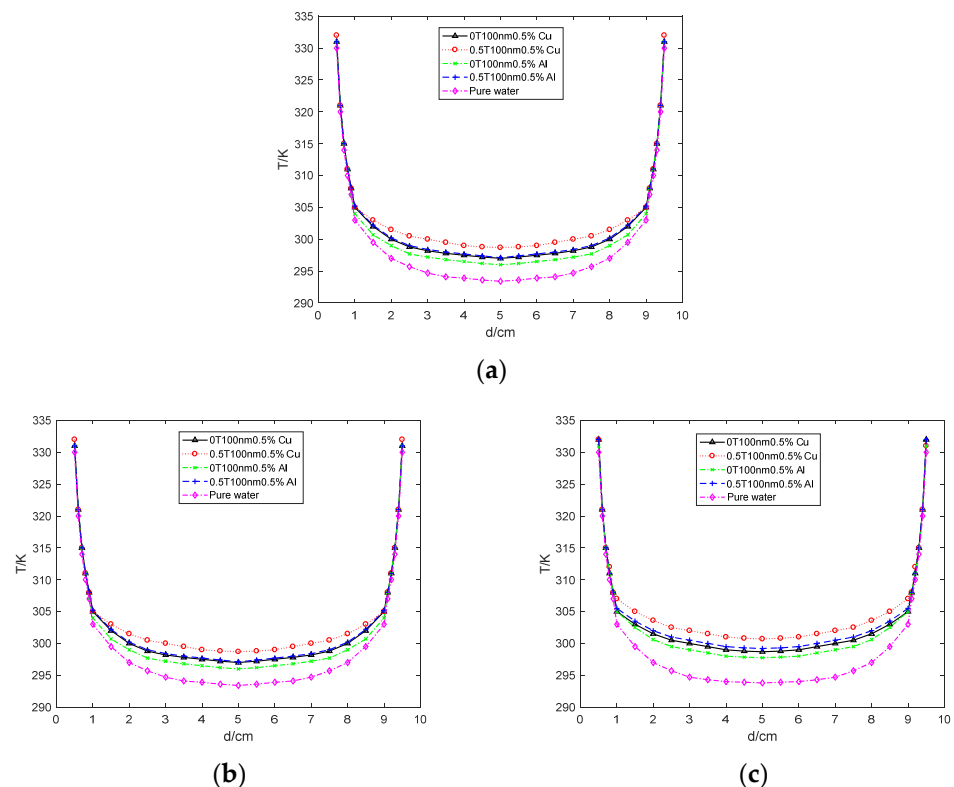 335
330
325
320
315
310
305
300
295
290
T/K
0T100nm0.5% Cu
0.5T100nm0.5% Cu
0T100nm0.5% Al
0.5T100nm0.5% Al
Pure water
0 1 2 3 4 5 6 7 8 9 10
d/cm
(a)
335
330
325
320
315
310
305
300
295
290
T/K
0T100nm0.5% Cu
0.5T100nm0.5% Cu
0T100nm0.5% Al
0.5T100nm0.5% Al
Pure water
0 1 2 3 4 5 6 7 8 9 10
d/cm
(b)
335
330
325
320
315
310
305
300
295
290
T/K
0T100nm0.5% Cu
0.5T100nm0.5% Cu
0T100nm0.5% Al
0.5T100nm0.5% Al
Pure water
0 1 2 3 4 5 6 7 8 9 10
d/cm
(c)